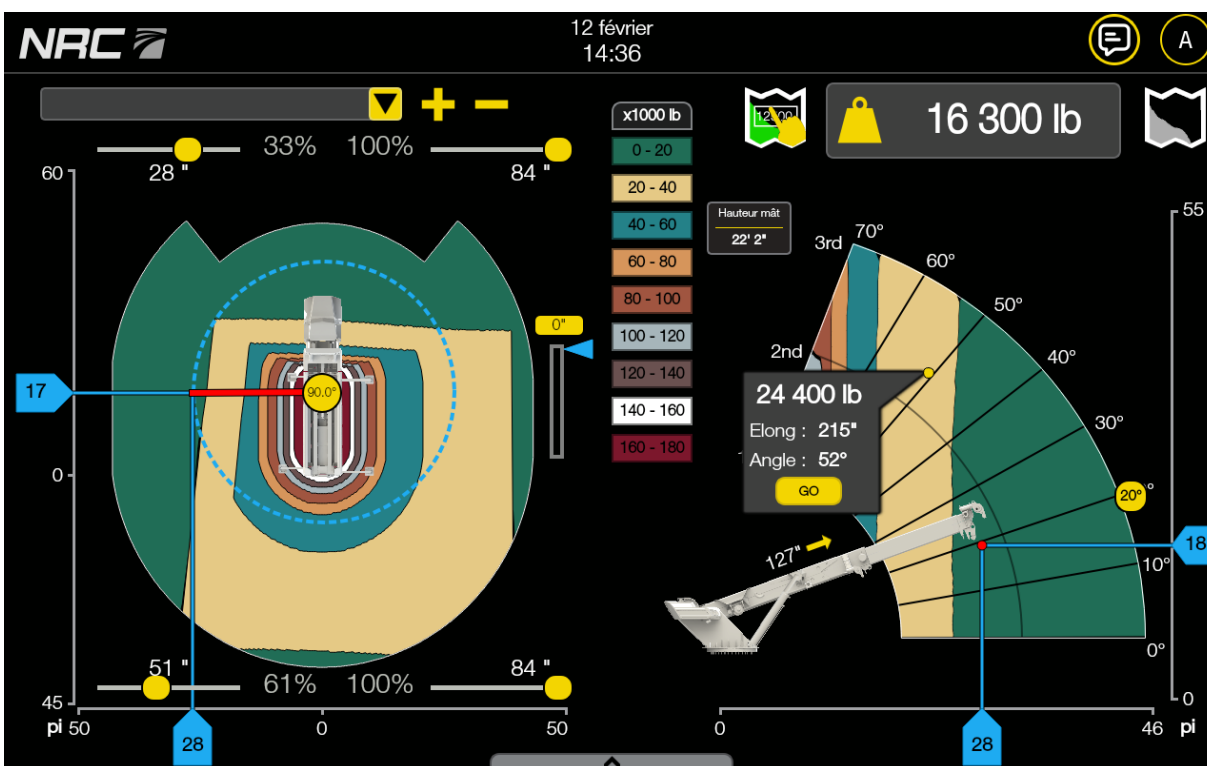 NRC
12 février
14:36
A
33% 100%
28 " 84 "
x1000 lb
0 - 20
20 - 40
40 - 60
60 - 80
80 - 100
100 - 120
120 - 140
140 - 160
160 - 180
12500
16 300 lb
Hauteur mât
22' 2"
60
0
45
17
90.0°
0"
51 " 84 "
61% 100%
pi 50 0 50
28
3rd
2nd
70°
60°
50°
40°
30°
20°
10°
0°
24 400 lb
Elong : 215"
Angle : 52°
GO
127"
55
18
0
0 46 pi
28